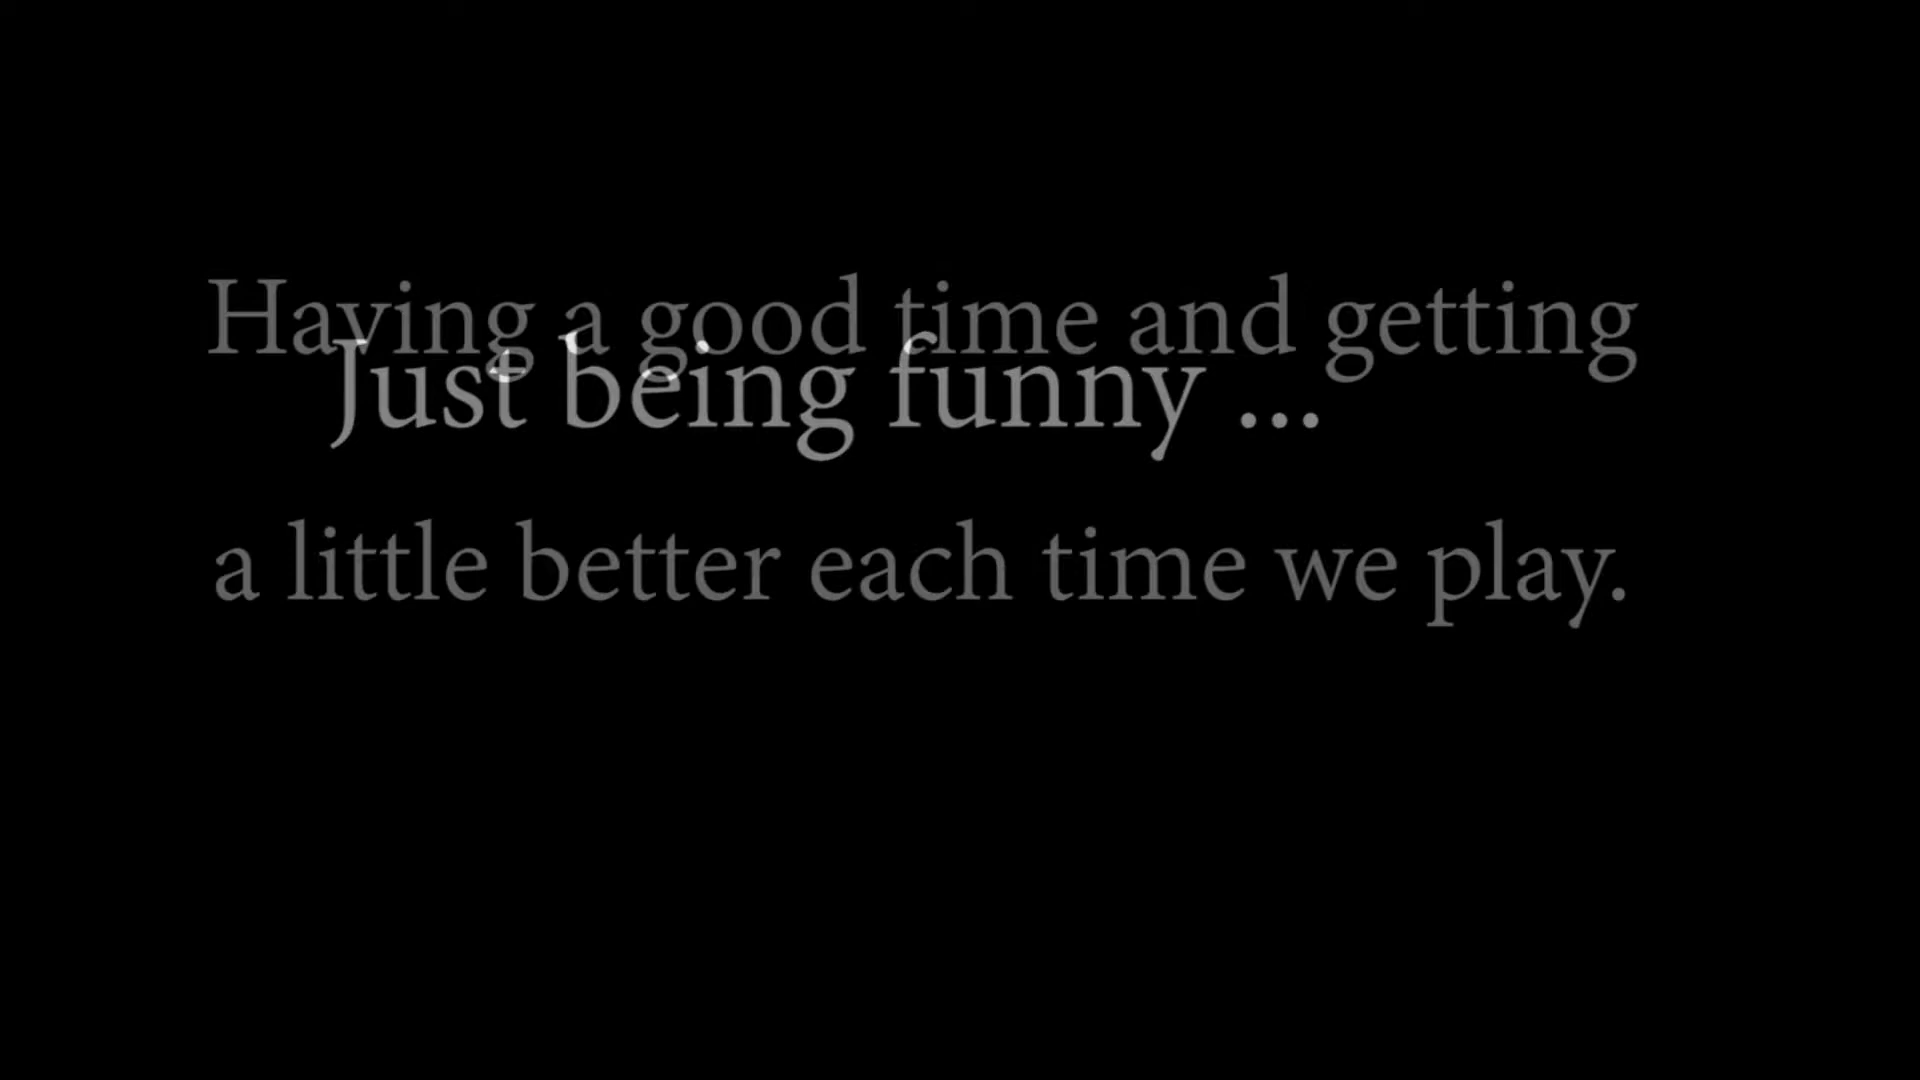 Having a good time and getting
Just being funny ...
a little better each time we play.